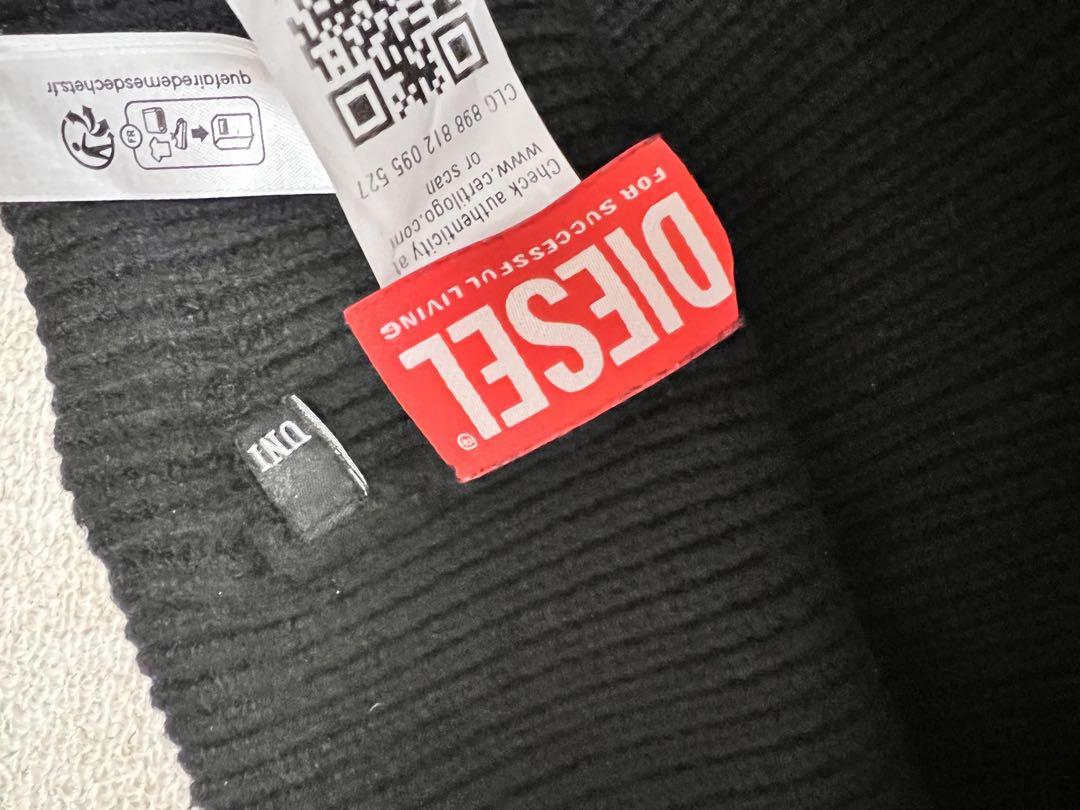 DIESEL®
FOR SUCCESSFUL LIVING
Check authenticity at
www.certilogo.com
or scan
CLG 898 812 095 527
UNI
quefairedemesdechets.fr
FR